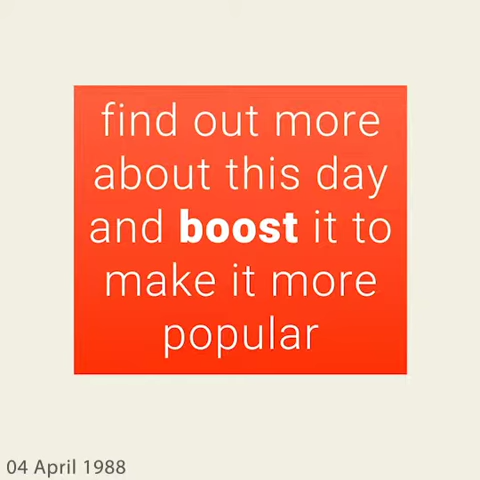 find out more
about this day
and boost it to
make it more
popular
04 April 1988